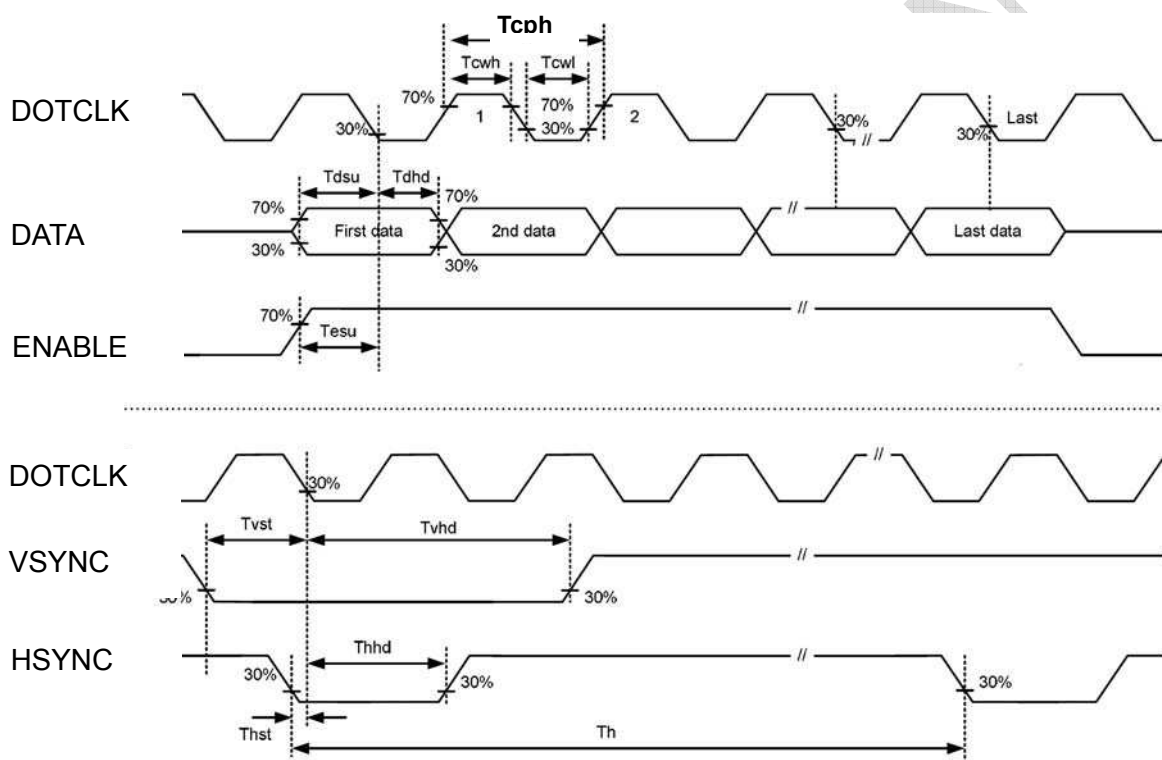 Tcph
Tcwh Tcwl
DOTCLK 70% 1 70% 2
30% 30% 30% // 30% Last
Tdsu Tdhd
70% 70%
DATA First data 2nd data // Last data
30% 30%
70% //
Tesu
ENABLE
DOTCLK 30% //
Tvst Tvhd
VSYNC //
30%
Thhd
HSYNC 30% 30% // 30%
Thst Th